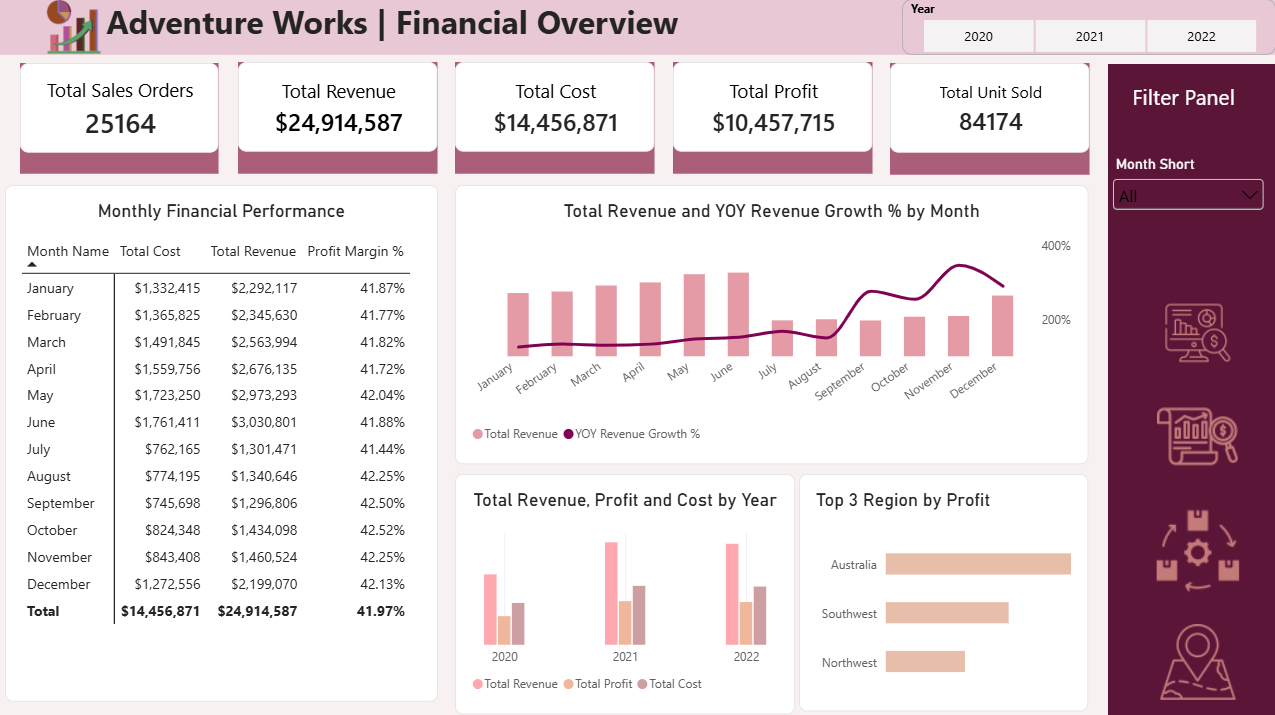 Adventure Works | Financial Overview
Year
2020 2021 2022
Total Sales Orders
25164
Total Revenue
$24,914,587
Total Cost
$14,456,871
Total Profit
$10,457,715
Total Unit Sold
84174
Filter Panel
Month Short
All
Monthly Financial Performance
Month Name Total Cost Total Revenue Profit Margin %
January $1,332,415 $2,292,117 41.87%
February $1,365,825 $2,345,630 41.77%
March $1,491,845 $2,563,994 41.82%
April $1,559,756 $2,676,135 41.72%
May $1,723,250 $2,973,293 42.04%
June $1,761,411 $3,030,801 41.88%
July $762,165 $1,301,471 41.44%
August $774,195 $1,340,646 42.25%
September $745,698 $1,296,806 42.50%
October $824,348 $1,434,098 42.52%
November $843,408 $1,460,524 42.25%
December $1,272,556 $2,199,070 42.13%
Total $14,456,871 $24,914,587 41.97%
Total Revenue and YOY Revenue Growth % by Month
400%
200%
January February March April May June July August September October November December
Total Revenue YOY Revenue Growth %
Total Revenue, Profit and Cost by Year
2020 2021 2022
Total Revenue Total Profit Total Cost
Top 3 Region by Profit
Australia
Southwest
Northwest